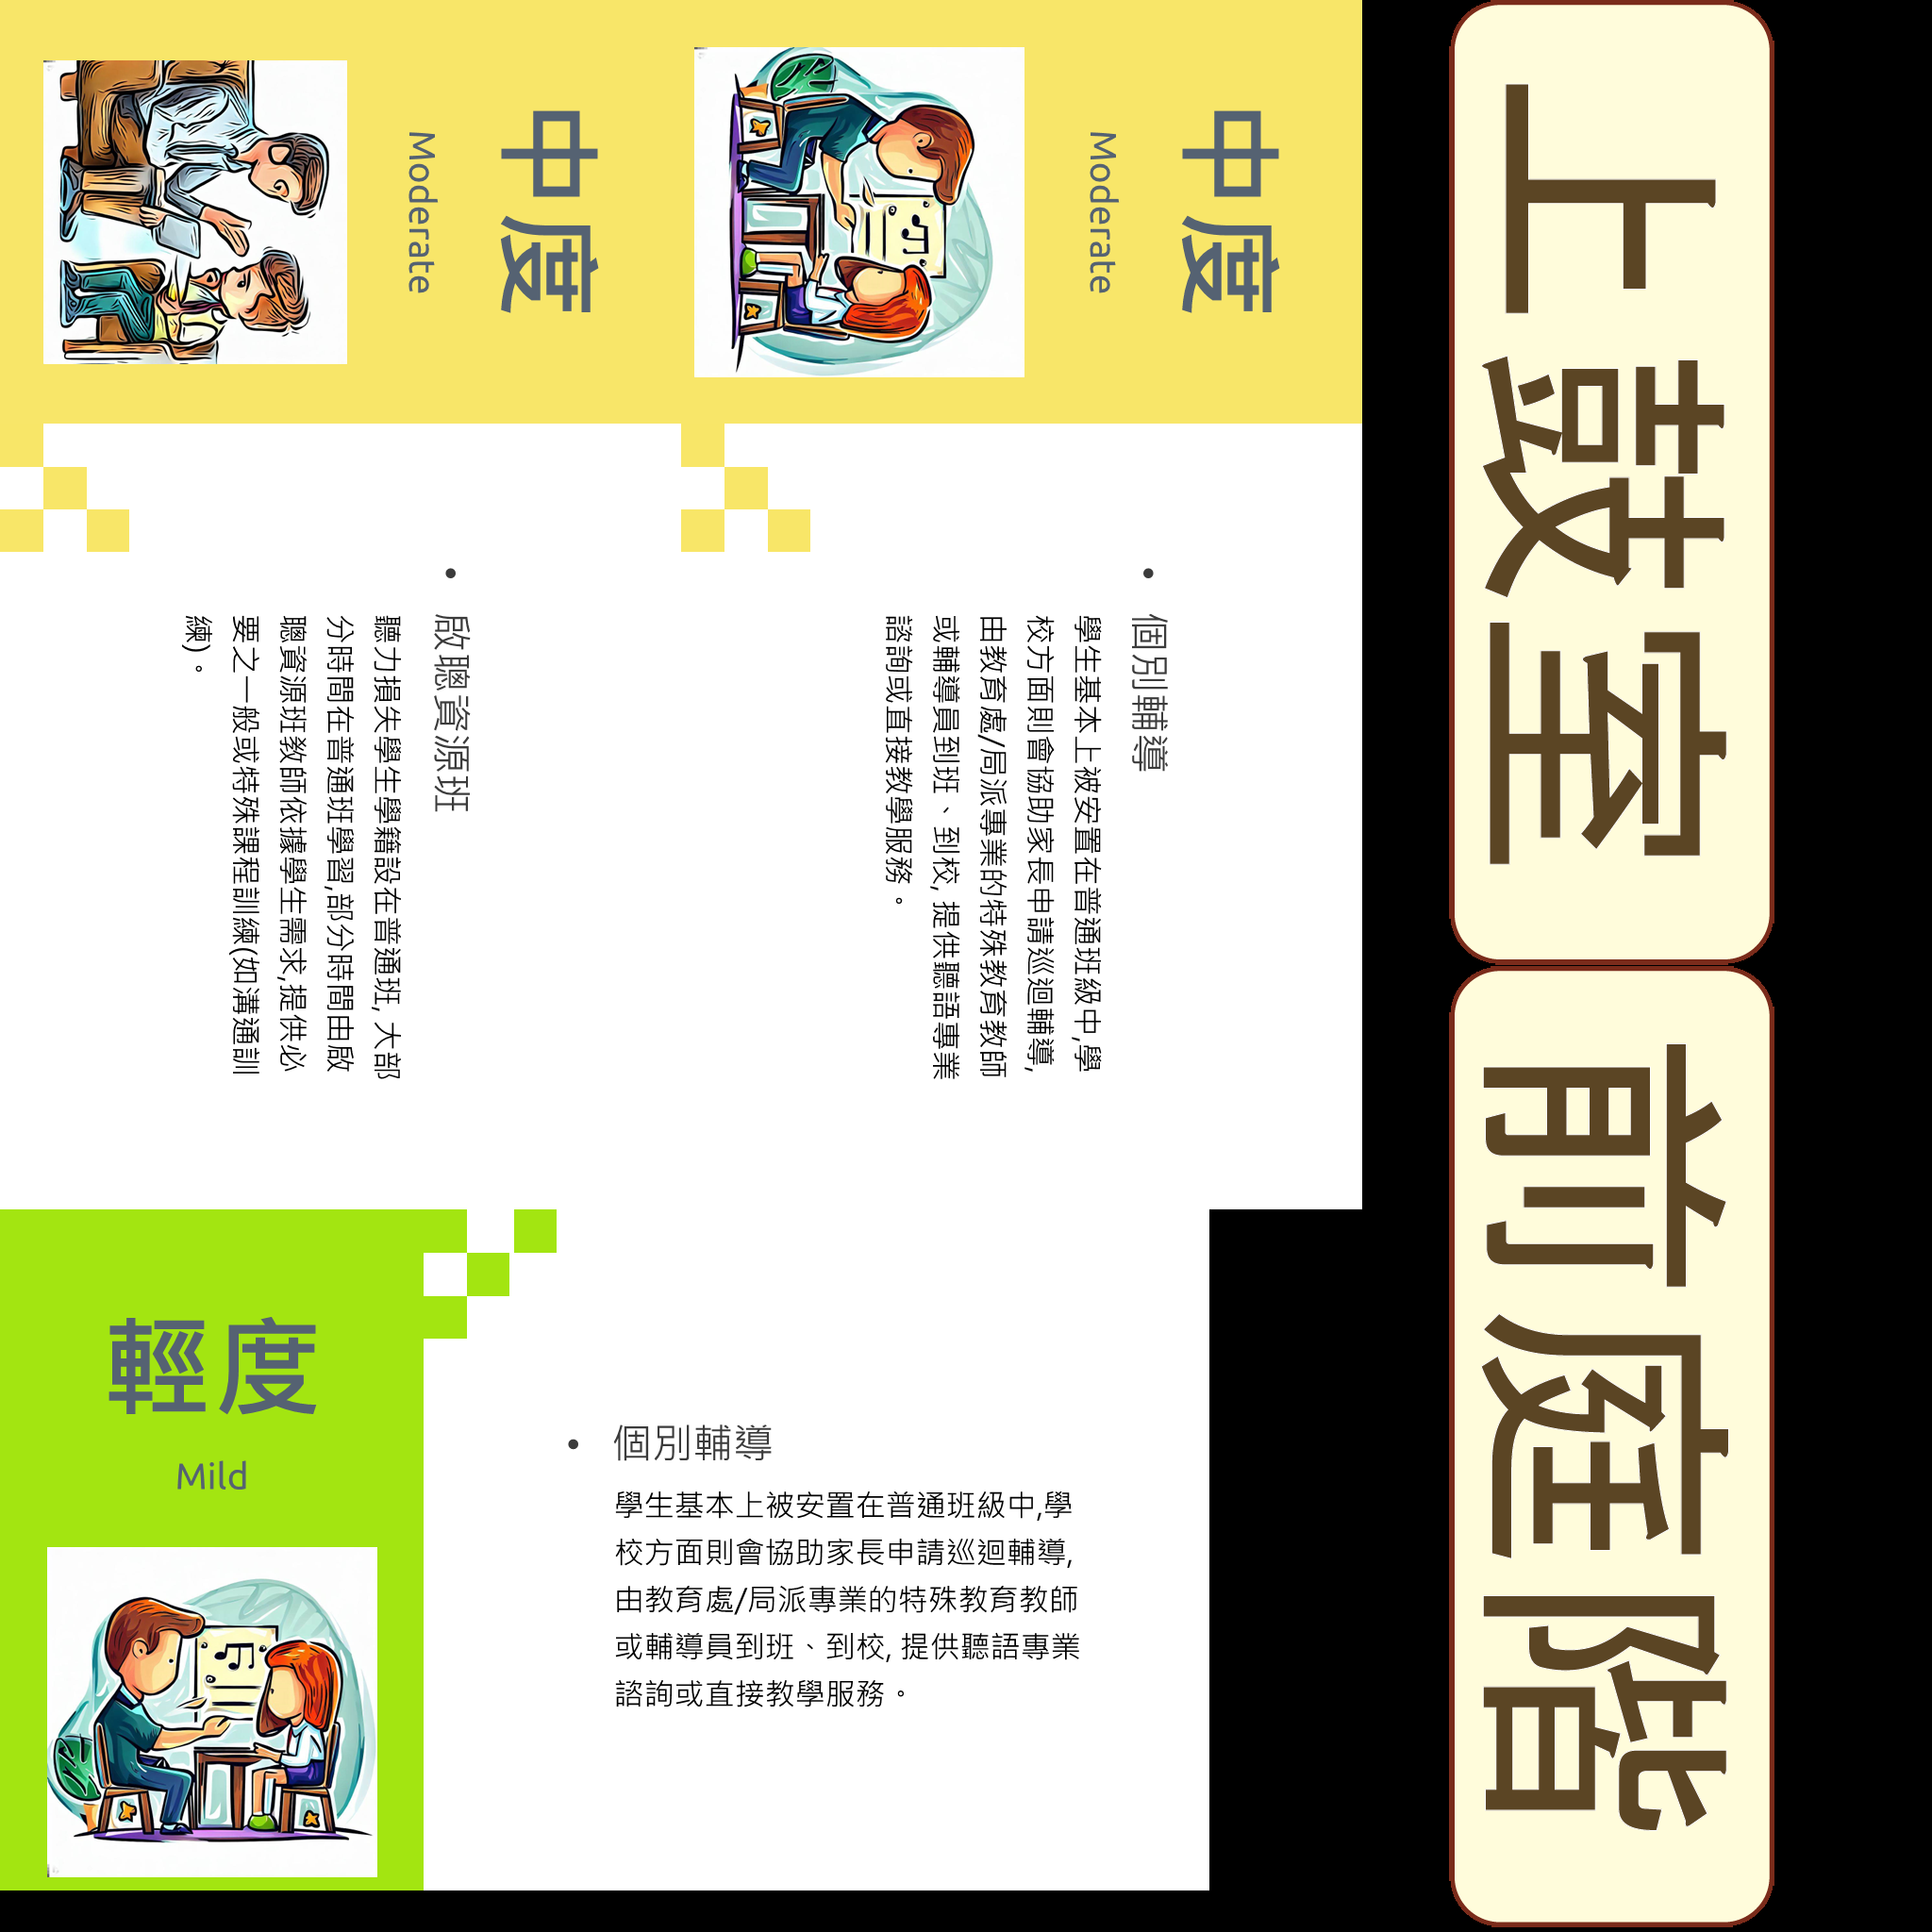 中度
Moderate
• 啟聰資源班
聽力損失學生學籍設在普通班, 大部
分時間在普通班學習,部分時間由啟
聰資源班教師依據學生需求,提供必
要之一般或特殊課程訓練(如溝通訓
練)。
中度
Moderate
• 個別輔導
學生基本上被安置在普通班級中,學
校方面則會協助家長申請巡迴輔導,
由教育處/局派專業的特殊教育教師
或輔導員到班、到校, 提供聽語專業
諮詢或直接教學服務。
輕度
Mild
• 個別輔導
學生基本上被安置在普通班級中,學
校方面則會協助家長申請巡迴輔導,
由教育處/局派專業的特殊教育教師
或輔導員到班、到校, 提供聽語專業
諮詢或直接教學服務。
上鼓室
前庭階